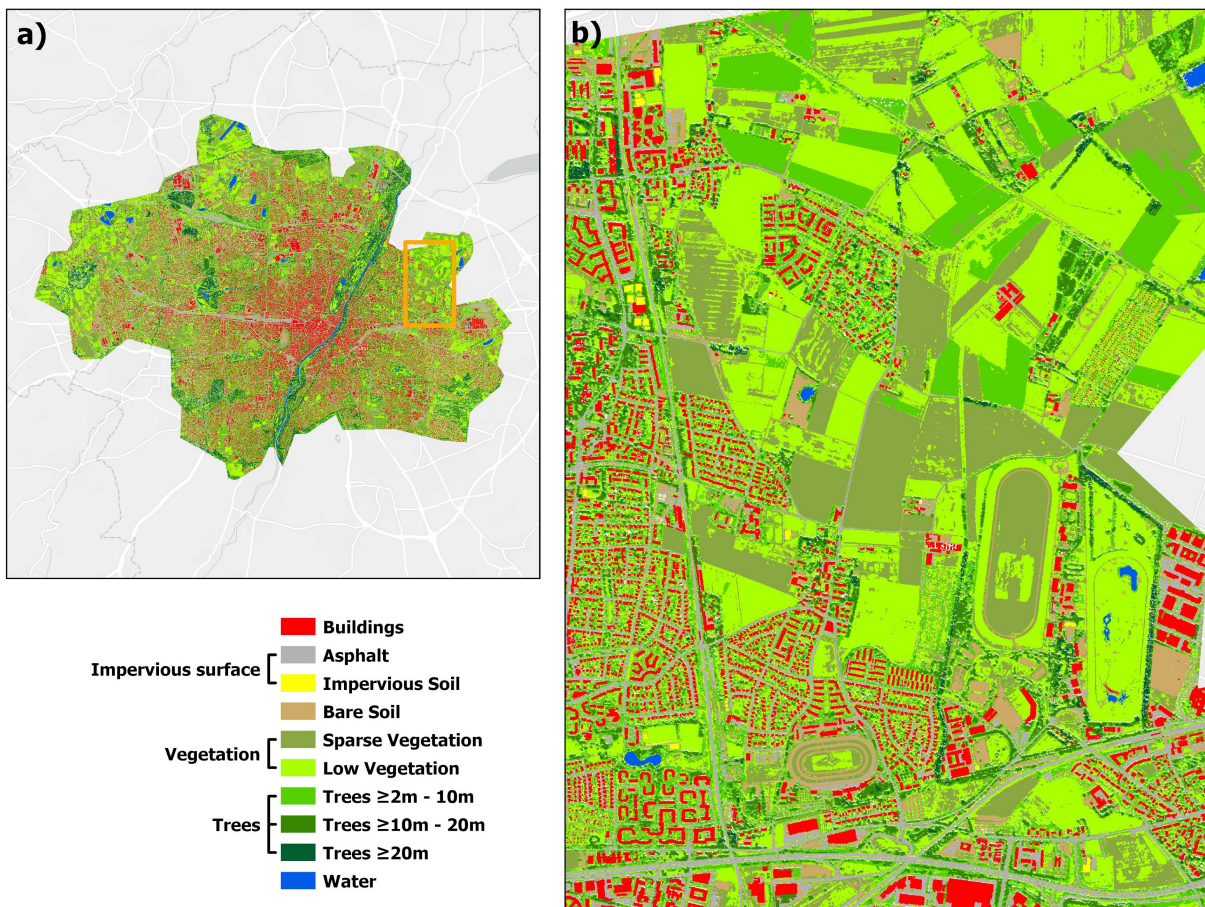 a)
b)
Buildings
Impervious surface
Asphalt
Impervious Soil
Bare Soil
Vegetation
Sparse Vegetation
Low Vegetation
Trees
Trees ≥2m - 10m
Trees ≥10m - 20m
Trees ≥20m
Water